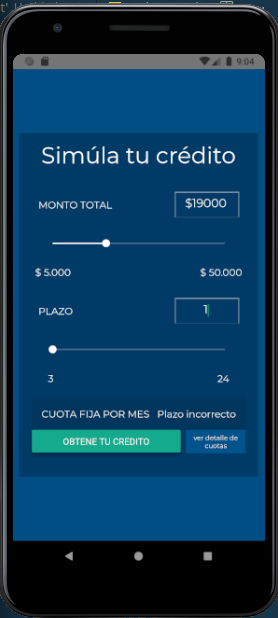 9:04
Simúla tu crédito
MONTO TOTAL $19000
$ 5.000 $ 50.000
PLAZO 1
3 24
CUOTA FIJA POR MES Plazo incorrecto
OBTENE TU CREDITO
ver detalle de
cuotas